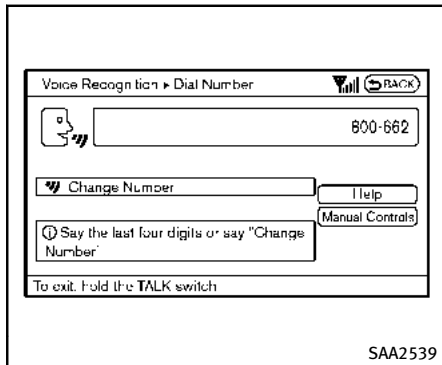 Voice Recognition ▸ Dial Number BACK
800-662
Change Number
Help
Manual Controls
Say the last four digits or say "Change
Number"
To exit, hold the TALK switch
SAA2539